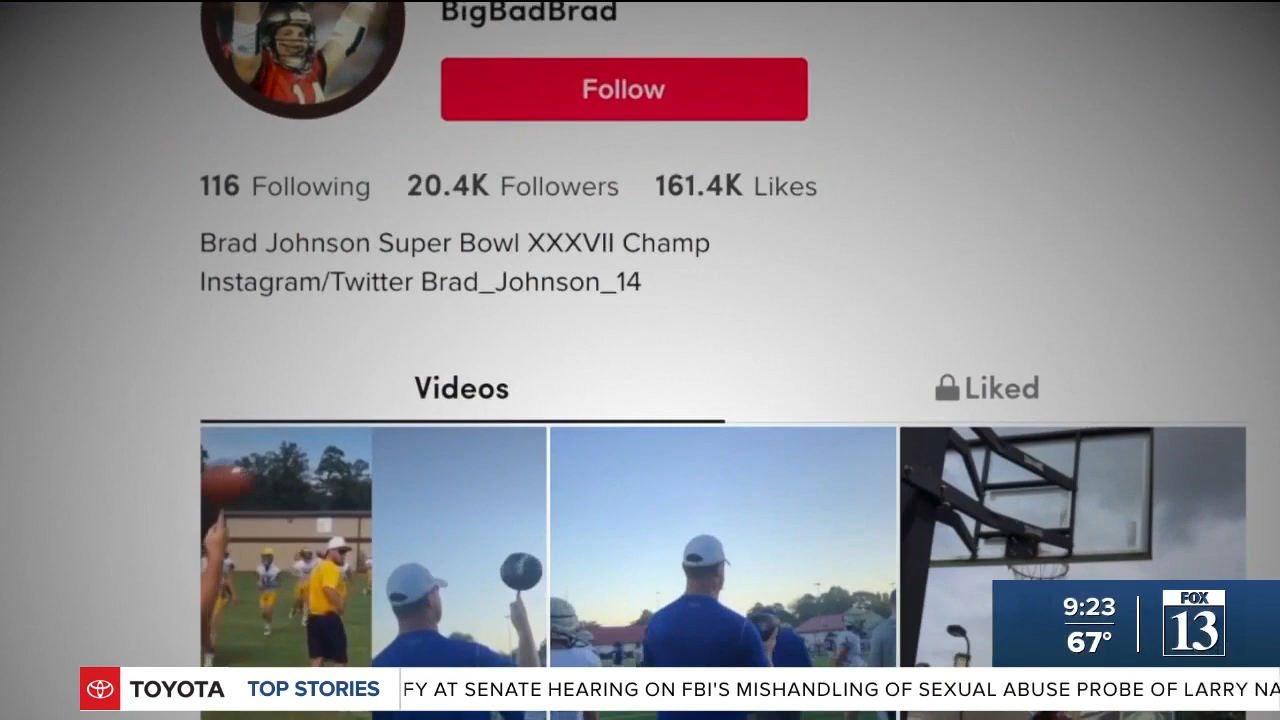 BigBadBrad
Follow
116 Following 20.4K Followers 161.4K Likes
Brad Johnson Super Bowl XXXVII Champ
Instagram/Twitter Brad_Johnson_14
Videos
Liked
9:23
67°
FOX
13
TOYOTA TOP STORIES FY AT SENATE HEARING ON FBI'S MISHANDLING OF SEXUAL ABUSE PROBE OF LARRY NA